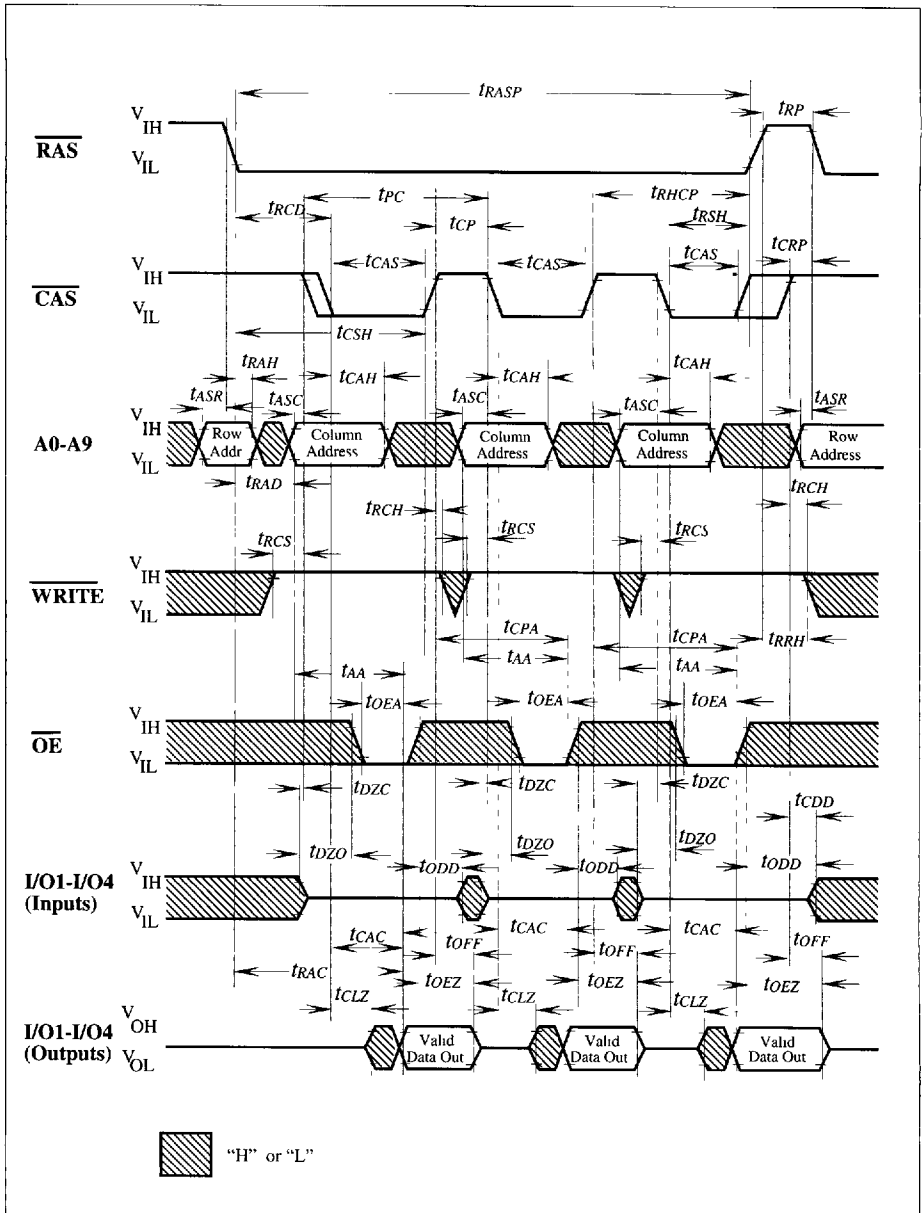 tRASP
tRP
VIH
R̅A̅S̅
VIL
tPC
tRHCP
tRCD
tCP
tRSH
tCRP
tCAS
tCAS
tCAS
VIH
C̅A̅S̅
VIL
tCSH
tRAH
tCAH
tCAH
tCAH
tASR
tASC
tASC
tASC
tASR
VIH
A0-A9
VIL
Row Addr
Column Address
Column Address
Column Address
Row Address
tRAD
tRCH
tRCH
tRCS
tRCS
tRCS
VIH
W̅R̅I̅T̅E̅
VIL
tCPA
tCPA
tRRH
tAA
tAA
tAA
tOEA
tOEA
tOEA
VIH
O̅E̅
VIL
tDZC
tDZC
tDZC
tCDD
tDZO
tDZO
tDZO
tODD
tODD
tODD
I/O1-I/O4
(Inputs)
VIH
VIL
tCAC
tCAC
tCAC
tOFF
tOFF
tOFF
tRAC
tOEZ
tOEZ
tOEZ
tCLZ
tCLZ
tCLZ
I/O1-I/O4
(Outputs)
VOH
VOL
Valid Data Out
Valid Data Out
Valid Data Out
"H" or "L"